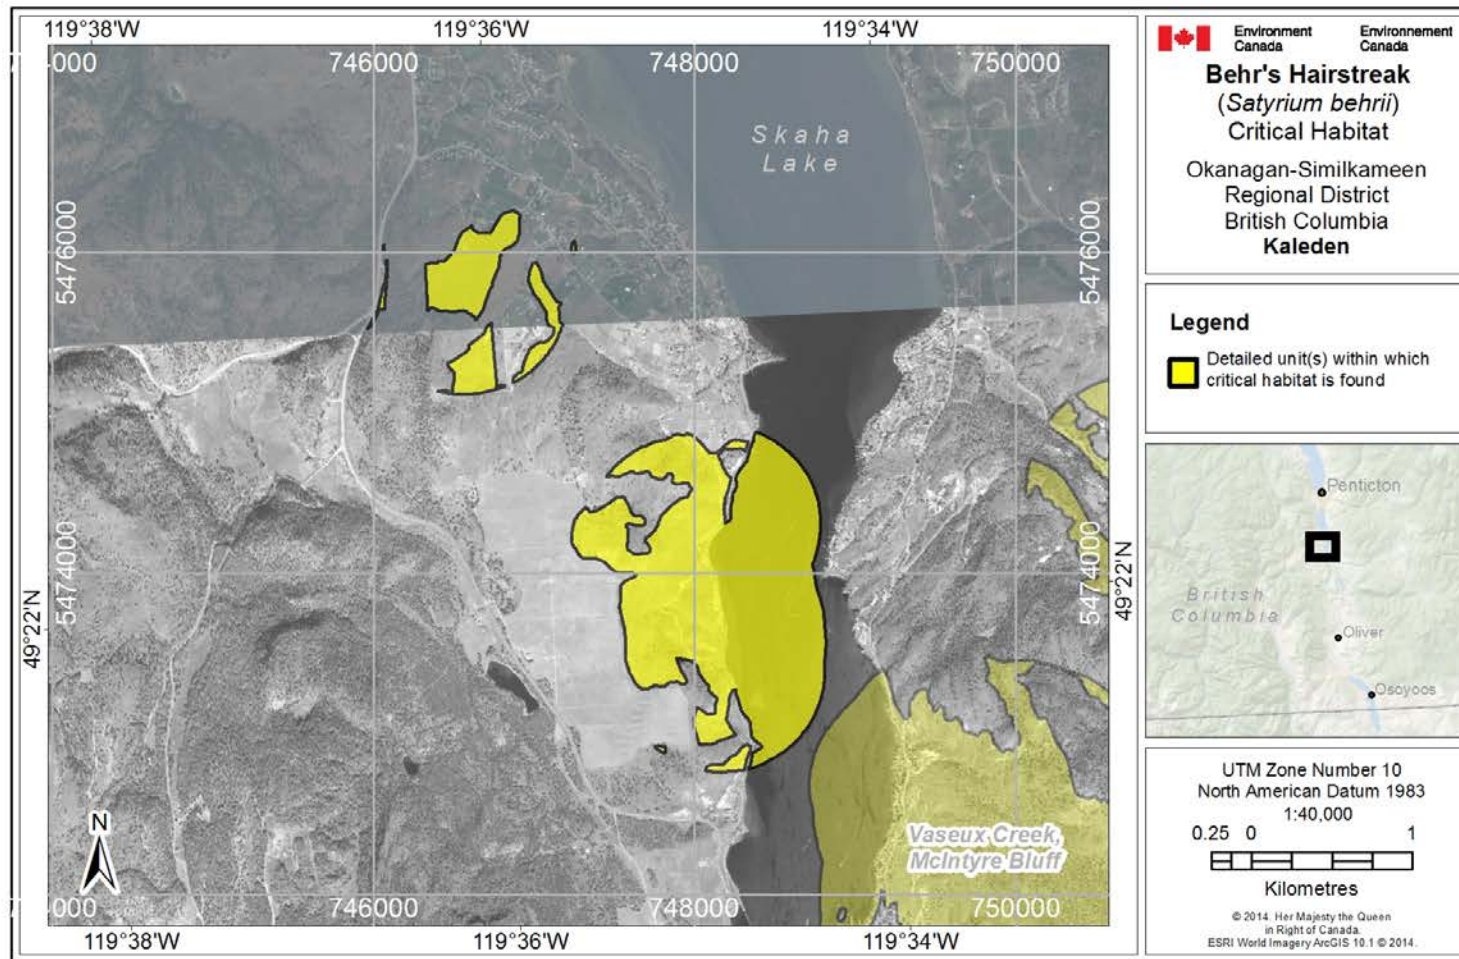 119°38'W
119°36'W
119°34'W
746000
748000
750000
Skaha
Lake
5476000
5476000
5474000
5474000
49°22'N
49°22'N
Vaseux Creek,
McIntyre Bluff
N
746000
748000
750000
119°38'W
119°36'W
119°34'W
Environment
Canada
Environnement
Canada
Behr's Hairstreak
(Satyrium behrii)
Critical Habitat
Okanagan-Similkameen
Regional District
British Columbia
Kaleden
Legend
Detailed unit(s) within which
critical habitat is found
Penticton
British
Columbia
Oliver
Osoyoos
UTM Zone Number 10
North American Datum 1983
1:40,000
0.25 0 1
Kilometres
© 2014. Her Majesty the Queen
in Right of Canada.
ESRI World Imagery ArcGIS 10.1 © 2014.